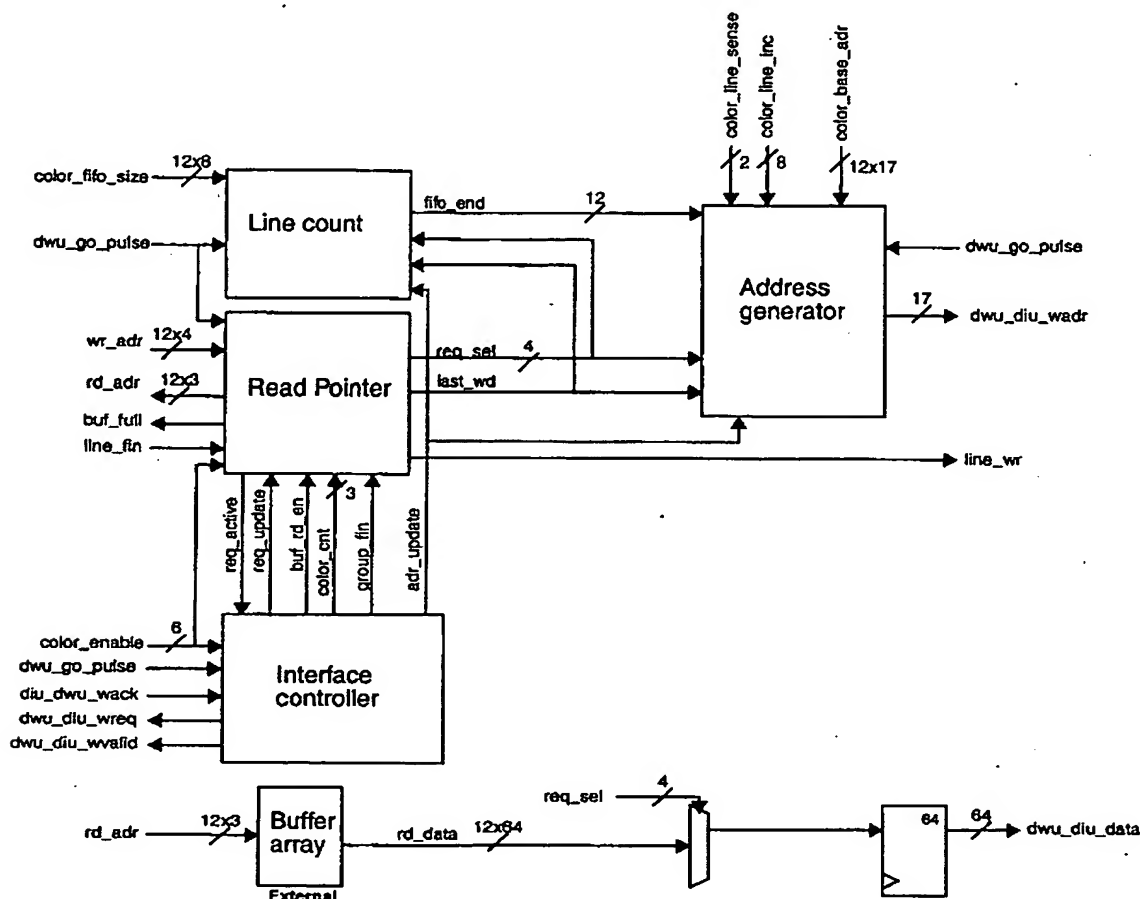 color_line_sense
color_line_inc
color_base_adr
2
8
12x17
color_fifo_size
12x8
dwu_go_pulse
Line count
fifo_end
12
Address
generator
dwu_go_pulse
17
dwu_diu_wadr
wr_adr
12x4
rd_adr
12x3
buf_full
line_fin
Read Pointer
req_sel
4
last_wd
line_wr
req_active
req_update
buf_rd_en
color_cnt
3
group_fin
adr_update
color_enable
6
dwu_go_pulse
diu_dwu_wack
dwu_diu_wreq
dwu_diu_wvalid
Interface
controller
rd_adr
12x3
Buffer
array
External
rd_data
12x64
req_sel
4
64
64
dwu_diu_data